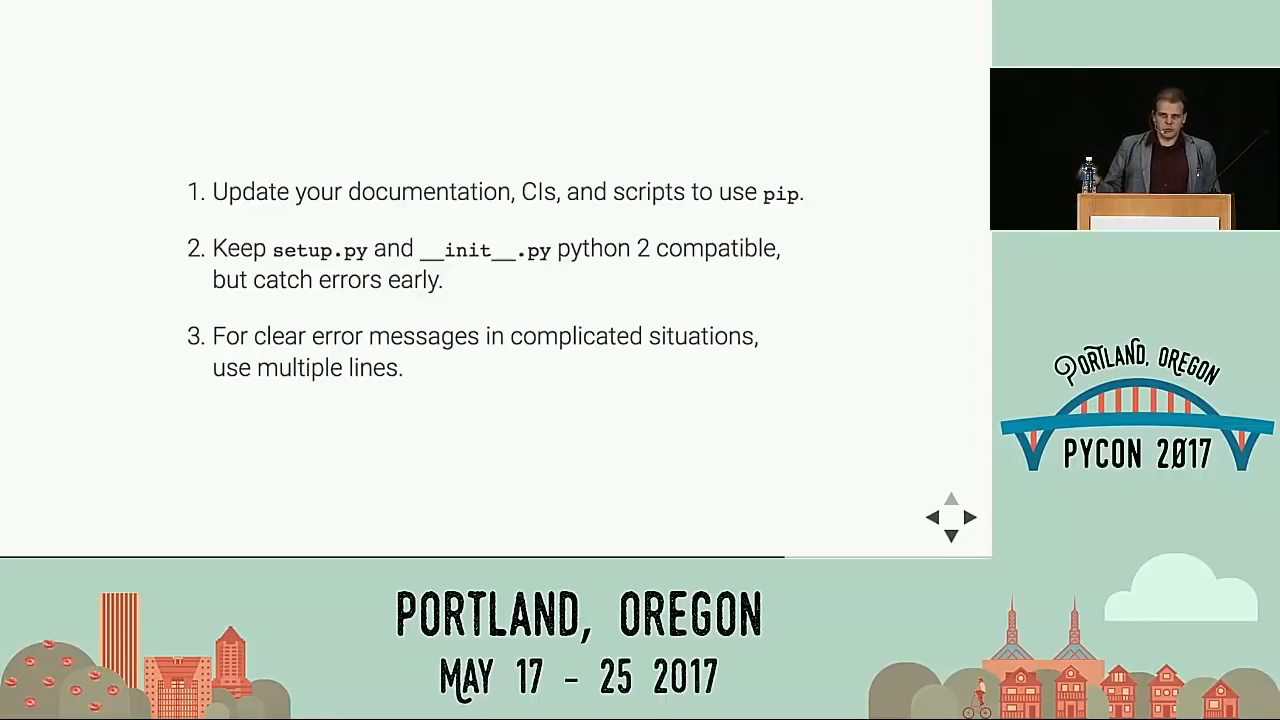 1. Update your documentation, CIs, and scripts to use pip.
2. Keep setup.py and __init__.py python 2 compatible,
but catch errors early.
3. For clear error messages in complicated situations,
use multiple lines.
PORTLAND, OREGON
PYCON 2017
PORTLAND, OREGON
MAY 17 - 25 2017